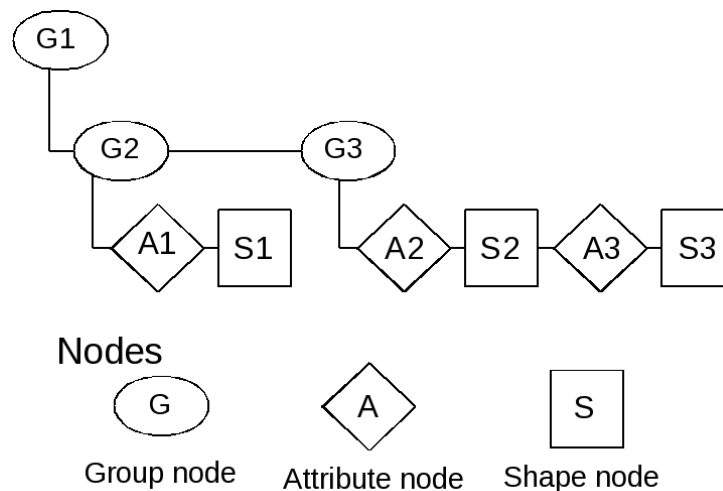 G1
G2 G3
A1 S1 A2 S2 A3 S3
Nodes
G A S
Group node Attribute node Shape node